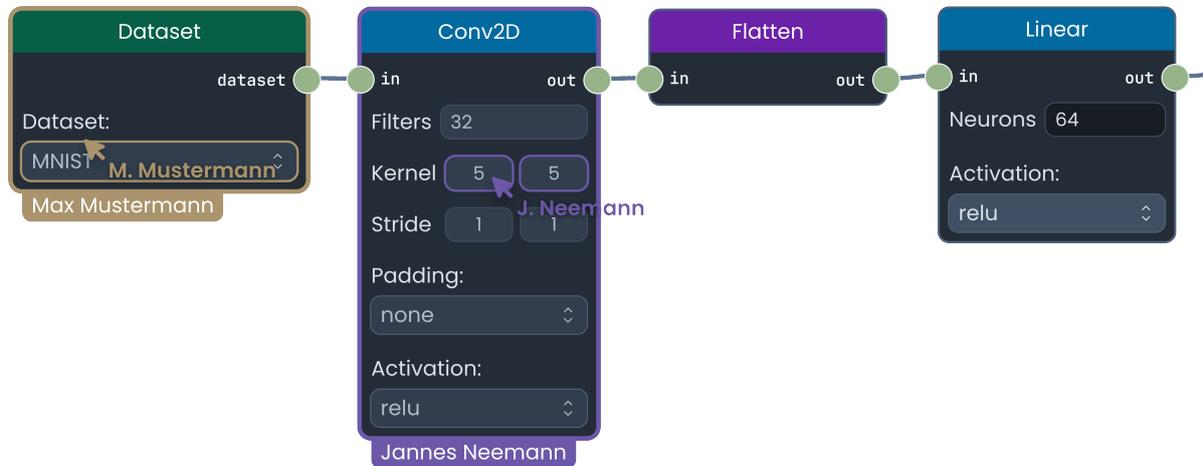 Dataset
dataset
Dataset:
MNIST
M. Mustermann
Max Mustermann
Conv2D
in out
Filters 32
Kernel 5 5
J. Neemann
Stride 1 1
Padding:
none
Activation:
relu
Jannes Neemann
Flatten
in out
Linear
in out
Neurons 64
Activation:
relu